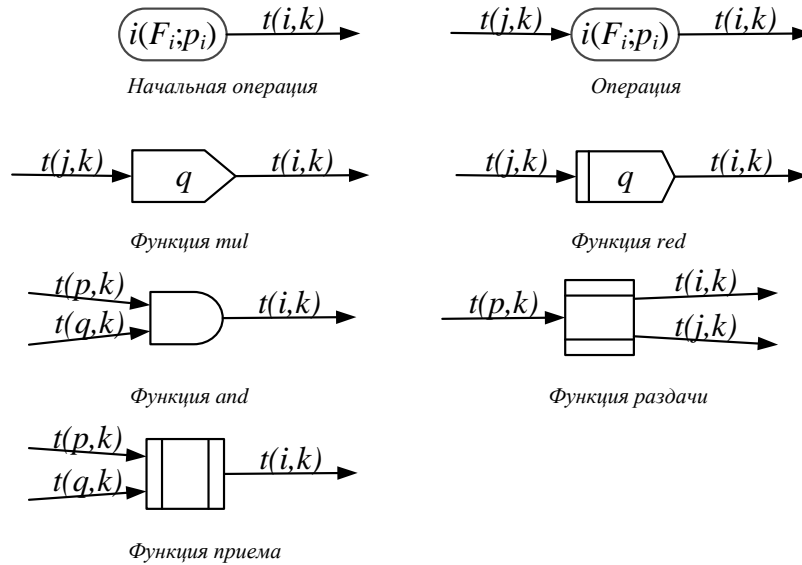 i(Fi;pi) t(i,k)
Начальная операция
t(j,k) i(Fi;pi) t(i,k)
Операция
t(j,k) q t(i,k)
Функция mul
t(j,k) q t(i,k)
Функция red
t(p,k)
t(q,k) t(i,k)
Функция and
t(p,k) t(i,k)
t(j,k)
Функция раздачи
t(p,k)
t(q,k) t(i,k)
Функция приема